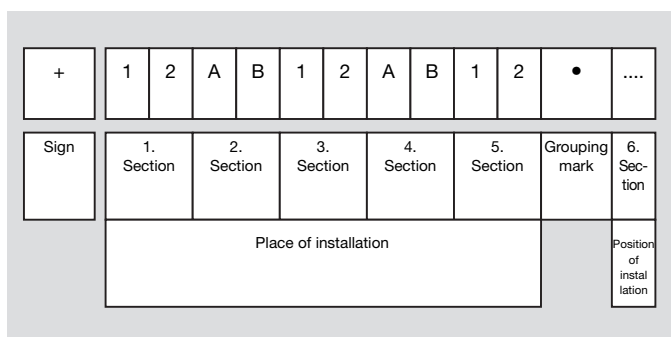 + 1 2 A B 1 2 A B 1 2 • ....
Sign 1. Section 2. Section 3. Section 4. Section 5. Section Grouping mark 6. Sec-tion
Place of installation Position of instal lation